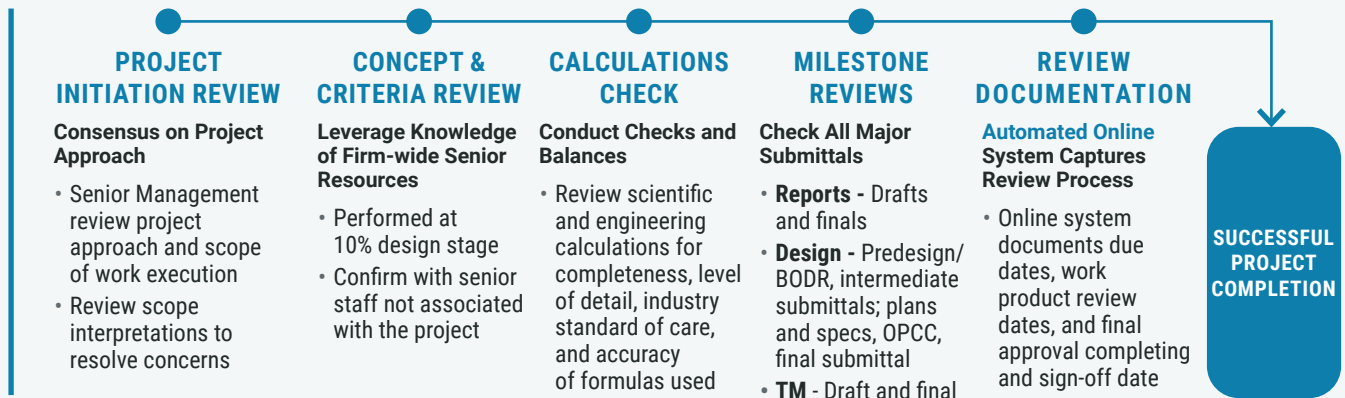 PROJECT
INITIATION REVIEW
Consensus on Project
Approach
• Senior Management
review project
approach and scope
of work execution
• Review scope
interpretations to
resolve concerns
CONCEPT &
CRITERIA REVIEW
Leverage Knowledge
of Firm-wide Senior
Resources
• Performed at
10% design stage
• Confirm with senior
staff not associated
with the project
CALCULATIONS
CHECK
Conduct Checks and
Balances
• Review scientific
and engineering
calculations for
completeness, level
of detail, industry
standard of care,
and accuracy
of formulas used
MILESTONE
REVIEWS
Check All Major
Submittals
• Reports - Drafts
and finals
• Design - Predesign/
BODR, intermediate
submittals; plans
and specs, OPCC,
final submittal
• TM - Draft and final
REVIEW
DOCUMENTATION
Automated Online
System Captures
Review Process
• Online system
documents due
dates, work
product review
dates, and final
approval completing
and sign-off date
SUCCESSFUL
PROJECT
COMPLETION